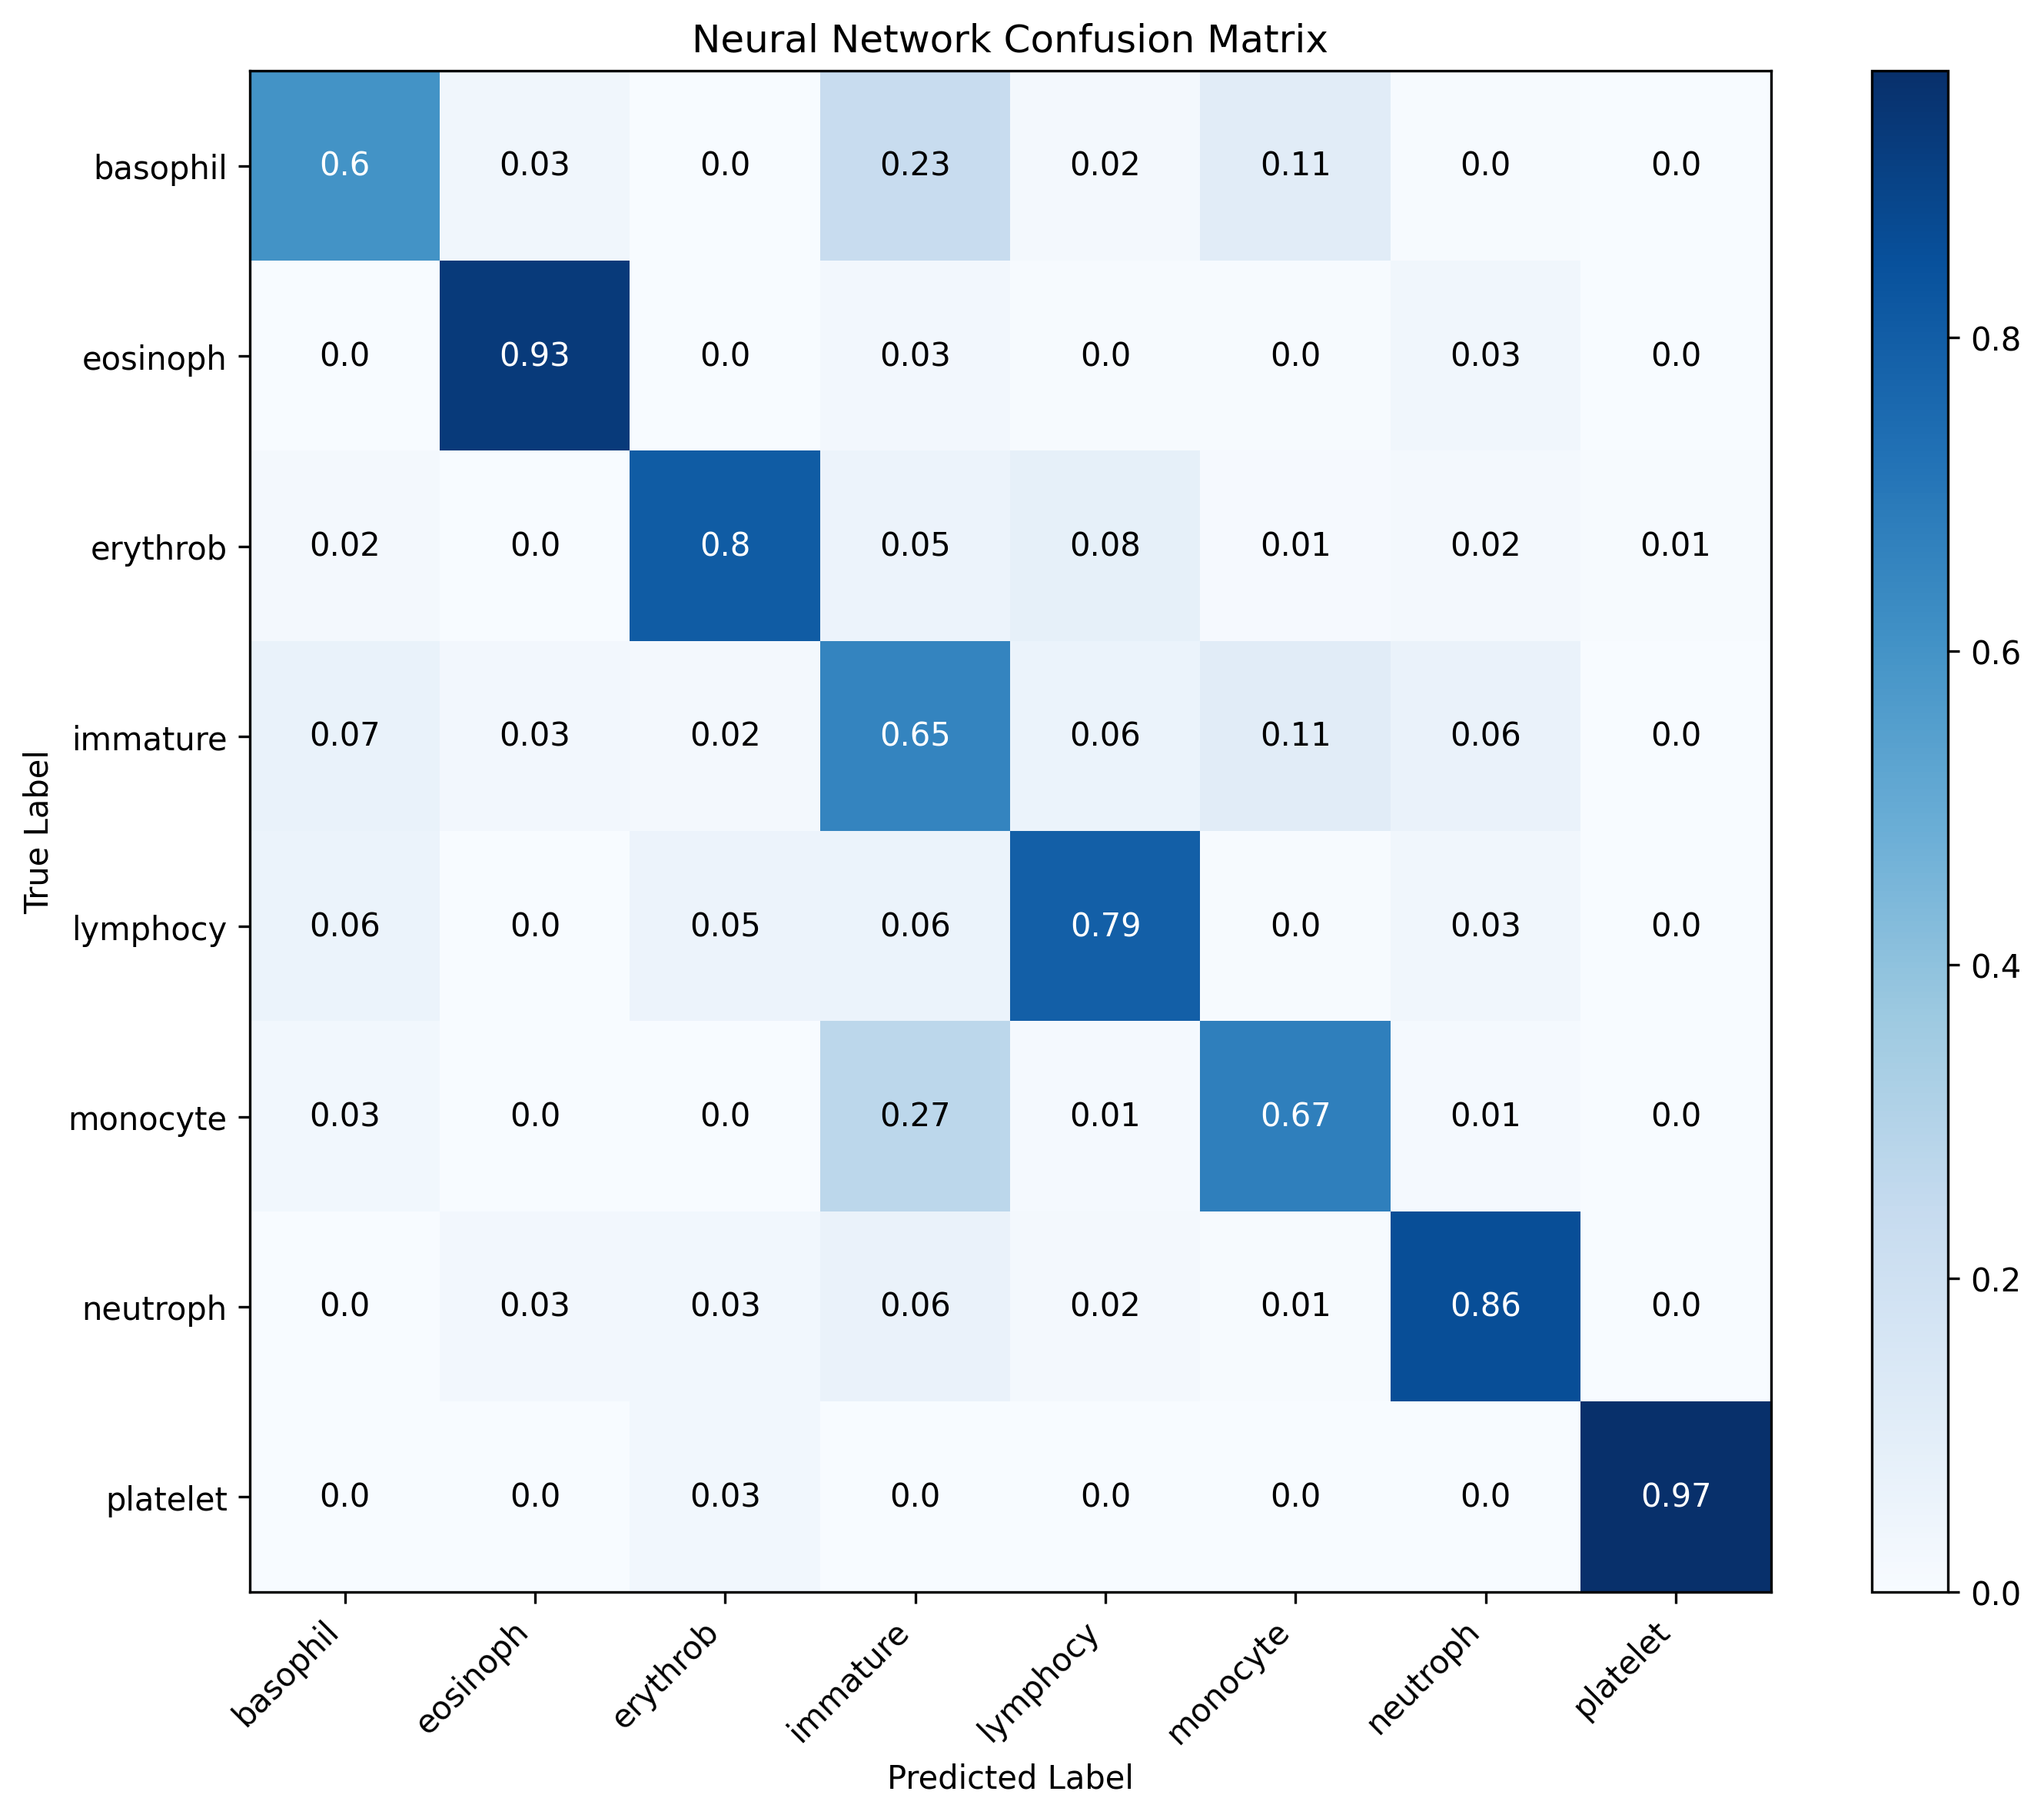 Neural Network Confusion Matrix
basophil 0.6 0.03 0.0 0.23 0.02 0.11 0.0 0.0
eosinoph 0.0 0.93 0.0 0.03 0.0 0.0 0.03 0.0
erythrob 0.02 0.0 0.8 0.05 0.08 0.01 0.02 0.01
immature 0.07 0.03 0.02 0.65 0.06 0.11 0.06 0.0
lymphocy 0.06 0.0 0.05 0.06 0.79 0.0 0.03 0.0
monocyte 0.03 0.0 0.0 0.27 0.01 0.67 0.01 0.0
neutroph 0.0 0.03 0.03 0.06 0.02 0.01 0.86 0.0
platelet 0.0 0.0 0.03 0.0 0.0 0.0 0.0 0.97
True Label
basophil eosinoph erythrob immature lymphocy monocyte neutroph platelet
Predicted Label
0.8
0.6
0.4
0.2
0.0